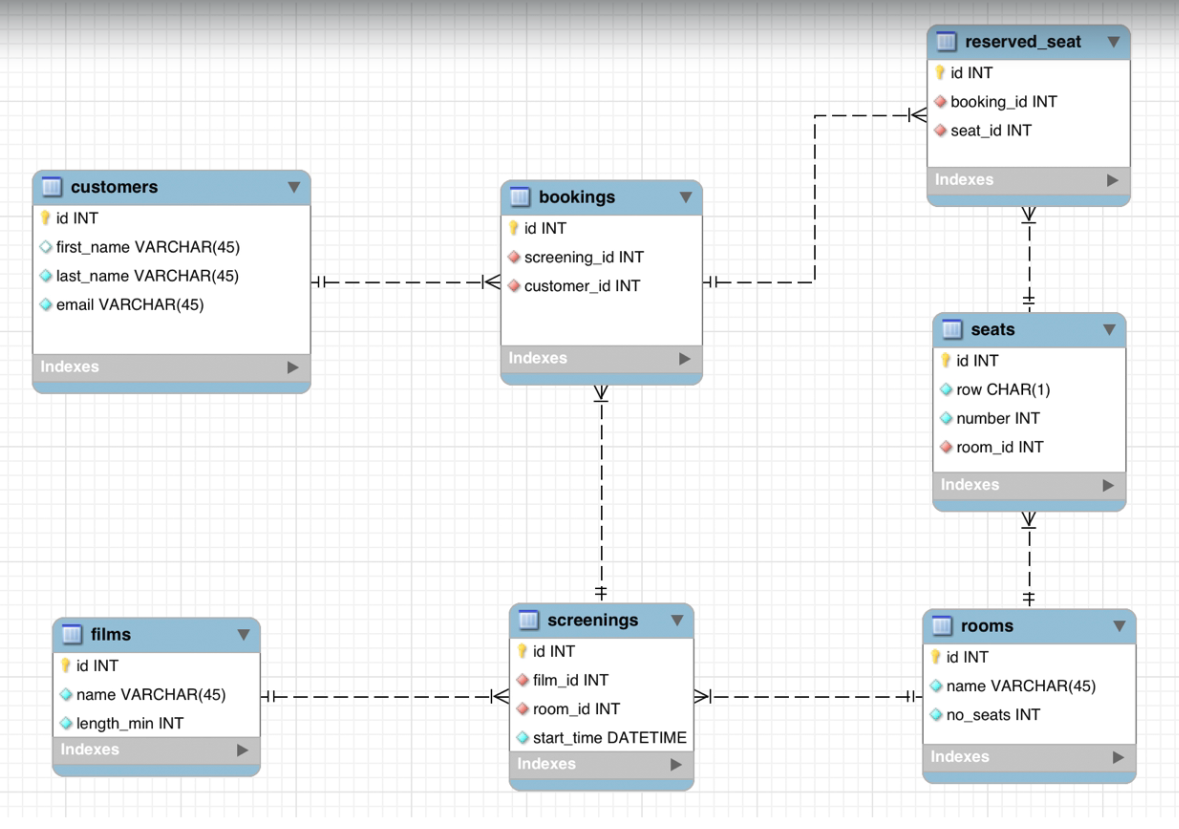 reserved_seat
id INT
booking_id INT
seat_id INT
Indexes
customers
id INT
first_name VARCHAR(45)
last_name VARCHAR(45)
email VARCHAR(45)
Indexes
bookings
id INT
screening_id INT
customer_id INT
Indexes
seats
id INT
row CHAR(1)
number INT
room_id INT
Indexes
films
id INT
name VARCHAR(45)
length_min INT
Indexes
screenings
id INT
film_id INT
room_id INT
start_time DATETIME
Indexes
rooms
id INT
name VARCHAR(45)
no_seats INT
Indexes